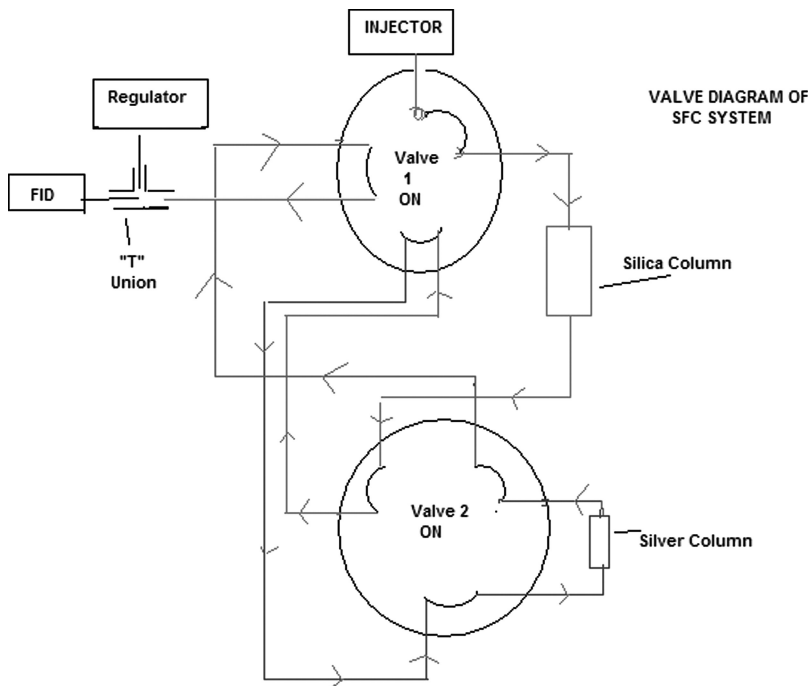 INJECTOR
Regulator
VALVE DIAGRAM OF
SFC SYSTEM
Valve
1
ON
FID
"T"
Union
Silica Column
Valve 2
ON
Silver Column